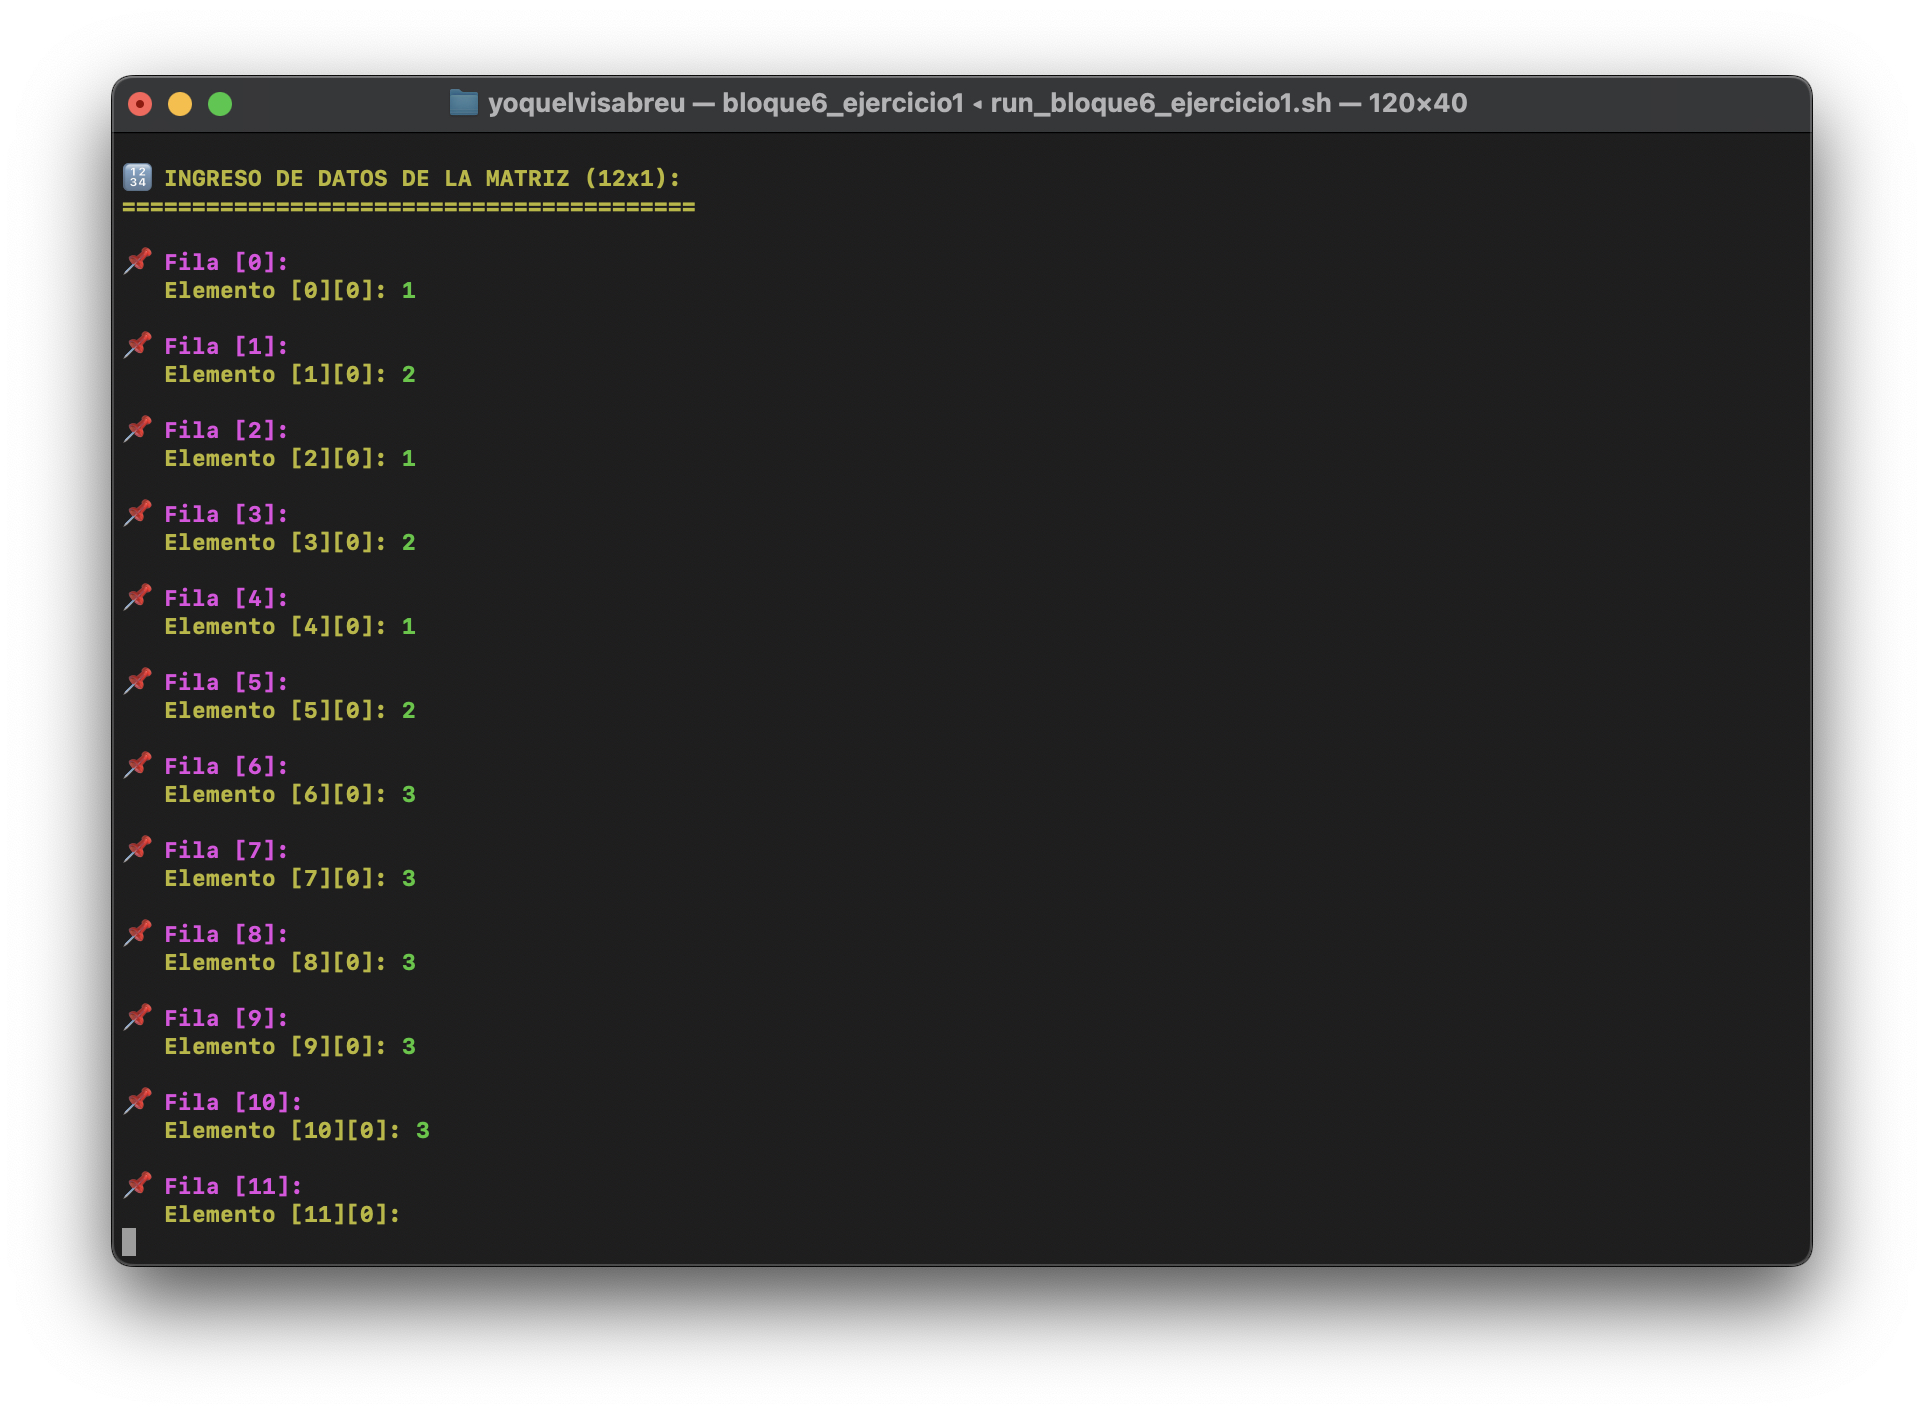 yoquelvisabreu — bloque6_ejercicio1 ◂ run_bloque6_ejercicio1.sh — 120×40
🔢 INGRESO DE DATOS DE LA MATRIZ (12x1):
=========================================
📌 Fila [0]:
Elemento [0][0]: 1
📌 Fila [1]:
Elemento [1][0]: 2
📌 Fila [2]:
Elemento [2][0]: 1
📌 Fila [3]:
Elemento [3][0]: 2
📌 Fila [4]:
Elemento [4][0]: 1
📌 Fila [5]:
Elemento [5][0]: 2
📌 Fila [6]:
Elemento [6][0]: 3
📌 Fila [7]:
Elemento [7][0]: 3
📌 Fila [8]:
Elemento [8][0]: 3
📌 Fila [9]:
Elemento [9][0]: 3
📌 Fila [10]:
Elemento [10][0]: 3
📌 Fila [11]:
Elemento [11][0]: